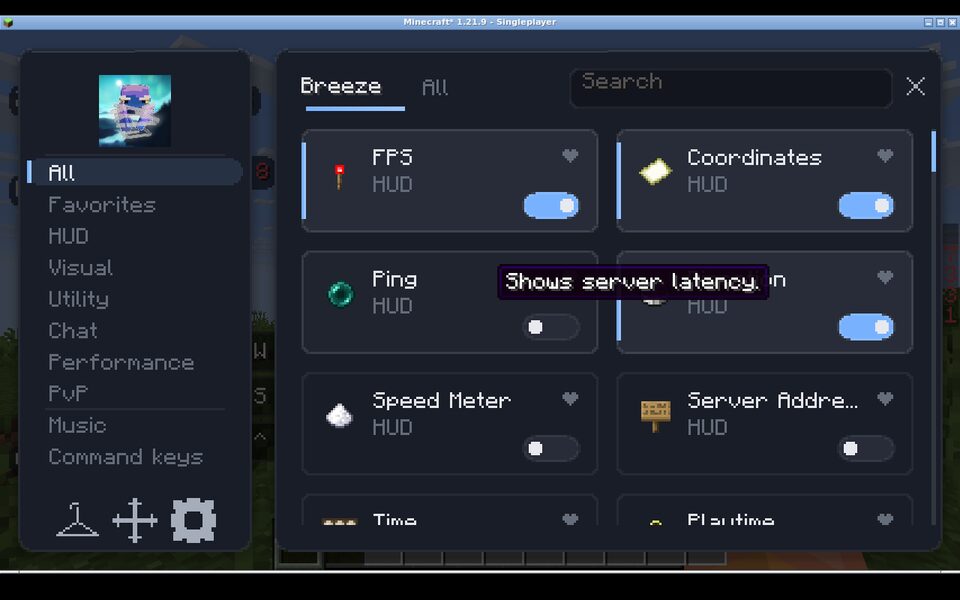 Minecraft* 1.21.9 - Singleplayer
Breeze
All
Search
All
Favorites
HUD
Visual
Utility
Chat
Performance
PvP
Music
Command keys
FPS
HUD
Coordinates
HUD
Ping
HUD
Shows server latency.
HUD
Speed Meter
HUD
Server Addre...
HUD
Time
Playtime
8
W
S